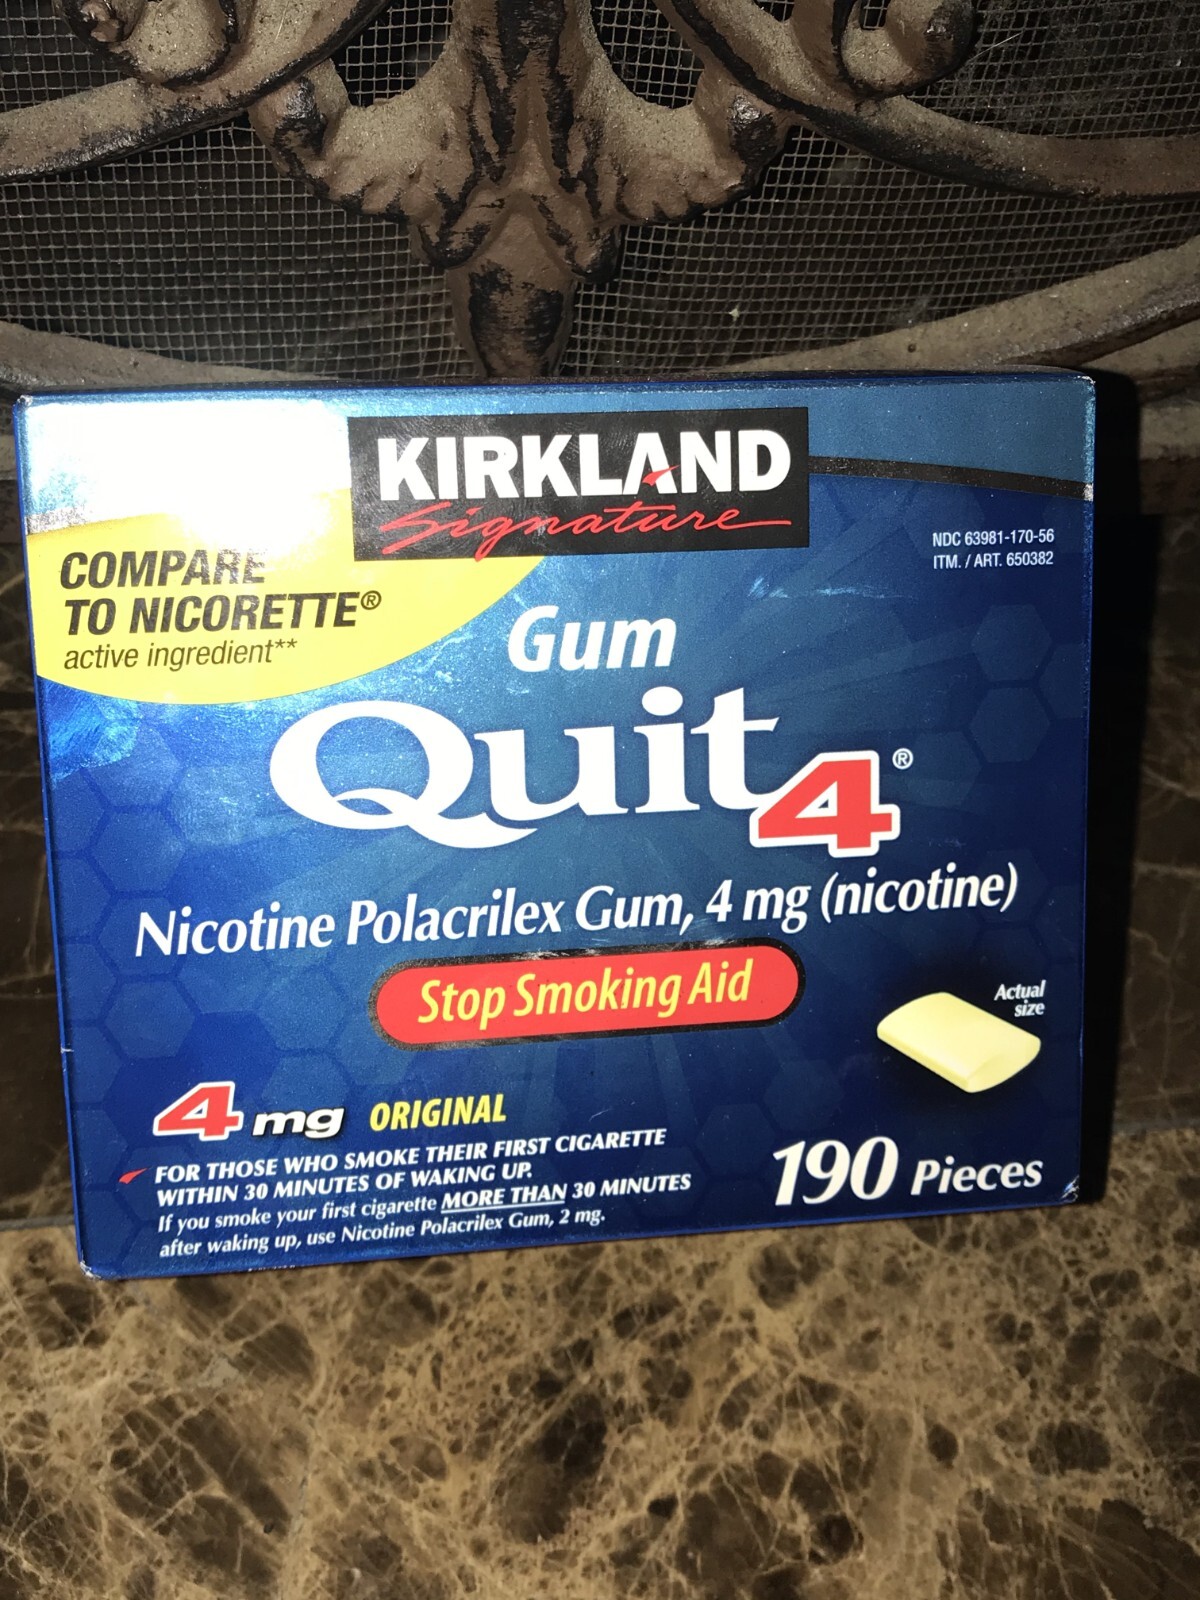 KIRKLAND
Signature
COMPARE
TO NICORETTE®
active ingredient**
NDC 63981-170-56
ITM. / ART. 650382
Gum
Quit4®
Nicotine Polacrilex Gum, 4 mg (nicotine)
Stop Smoking Aid
Actual
size
4 mg ORIGINAL
FOR THOSE WHO SMOKE THEIR FIRST CIGARETTE
WITHIN 30 MINUTES OF WAKING UP.
If you smoke your first cigarette MORE THAN 30 MINUTES
after waking up, use Nicotine Polacrilex Gum, 2 mg.
190 Pieces